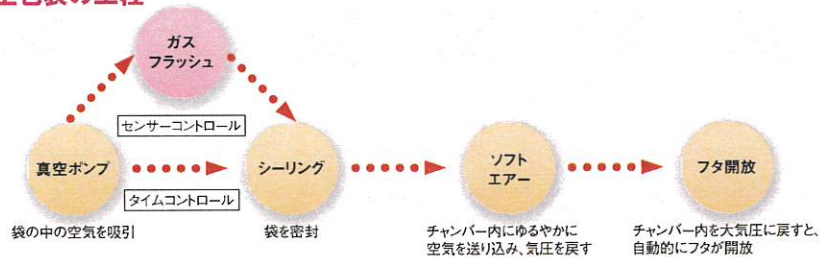 ガス
フラッシュ
センサーコントロール
真空ポンプ
シーリング
ソフト
エアー
フタ開放
タイムコントロール
袋の中の空気を吸引
袋を密封
チャンバー内にゆるやかに
空気を送り込み、気圧を戻す
チャンバー内を大気圧に戻すと、
自動的にフタが開放